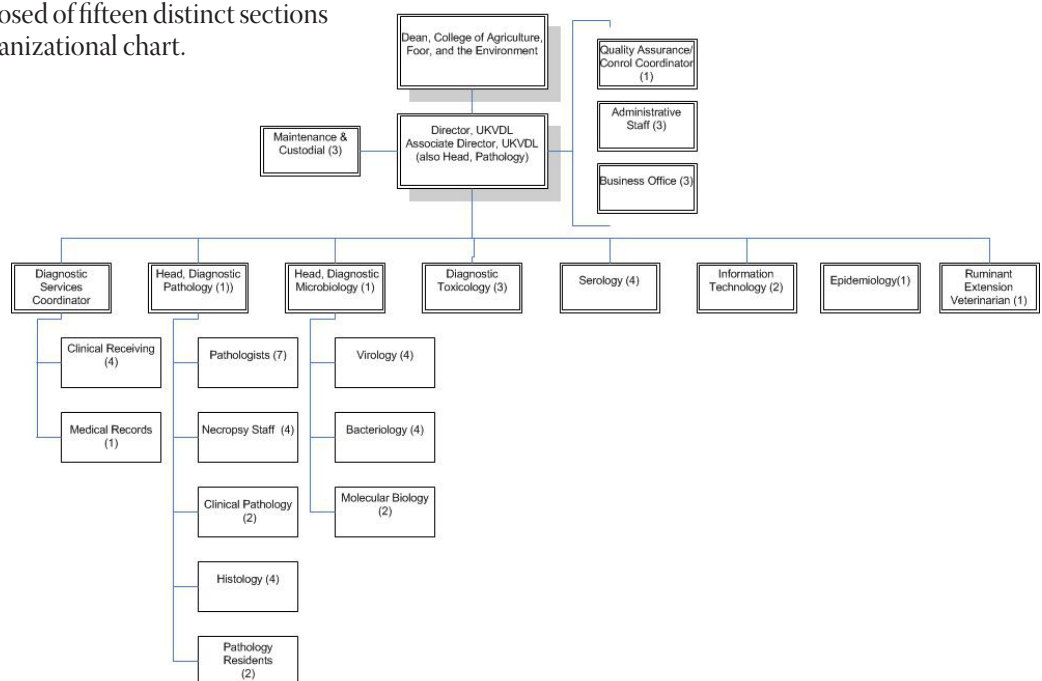 osed of fifteen distinct sections
anizational chart.
Dean, College of Agriculture,
Foor, and the Environment
Quality Assurance/
Conrol Coordinator
(1)
Administrative
Staff (3)
Business Office (3)
Maintenance &
Custodial (3)
Director, UKVDL
Associate Director, UKVDL
(also Head, Pathology)
Diagnostic
Services
Coordinator
Head, Diagnostic
Pathology (1))
Head, Diagnostic
Microbiology (1)
Diagnostic
Toxicology (3)
Serology (4)
Information
Technology (2)
Epidemiology(1)
Ruminant
Extension
Veterinarian (1)
Clinical Receiving
(4)
Medical Records
(1)
Pathologists (7)
Necropsy Staff (4)
Clinical Pathology
(2)
Histology (4)
Pathology
Residents
(2)
Virology (4)
Bacteriology (4)
Molecular Biology
(2)